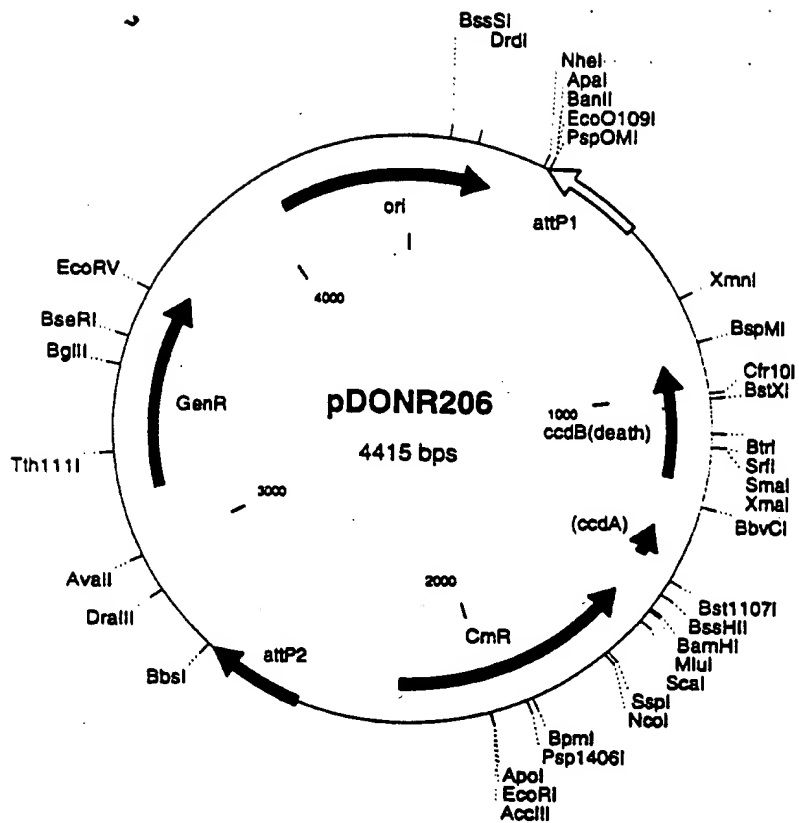 BssSI
DrdI
NheI
ApaI
BanII
EcoO109I
PspOMI
ori
attP1
4000
EcoRV
BseRI
BglII
GenR
XmnI
BspMI
Cfr10I
BstXI
pDONR206
4415 bps
1000
ccdB(death)
BtrI
SrfI
SmaI
XmaI
BbvCI
Tth111I
3000
(ccdA)
AvaII
DraIII
2000
CmR
Bst1107I
BssHII
BamHI
MluI
ScaI
BbsI
attP2
SspI
NcoI
BpmI
Psp1406I
ApoI
EcoRI
AccIII